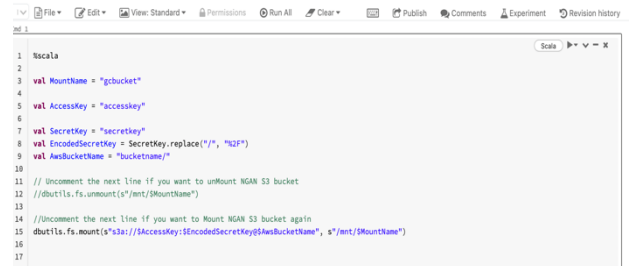 File Edit View: Standard Permissions Run All Clear Publish Comments Experiment Revision history
md 1
Scala
1 %scala
2
3 val MountName = "gcbucket"
4
5 val AccessKey = "accesskey"
6
7 val SecretKey = "secretkey"
8 val EncodedSecretKey = SecretKey.replace("/", "%2F")
9 val AwsBucketName = "bucketname/"
10
11 // Uncomment the next line if you want to unMount NGAN S3 bucket
12 //dbutils.fs.unmount(s"/mnt/$MountName")
13
14 //Uncomment the next line if you want to Mount NGAN S3 bucket again
15 dbutils.fs.mount(s"s3a://$AccessKey:$EncodedSecretKey@$AwsBucketName", s"/mnt/$MountName")
16
17